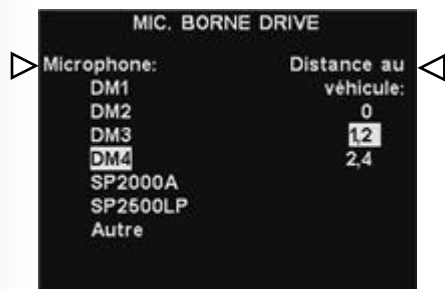 MIC. BORNE DRIVE
Microphone: Distance au
DM1 véhicule:
DM2 0
DM3 1,2
DM4 2,4
SP2000A
SP2500LP
Autre